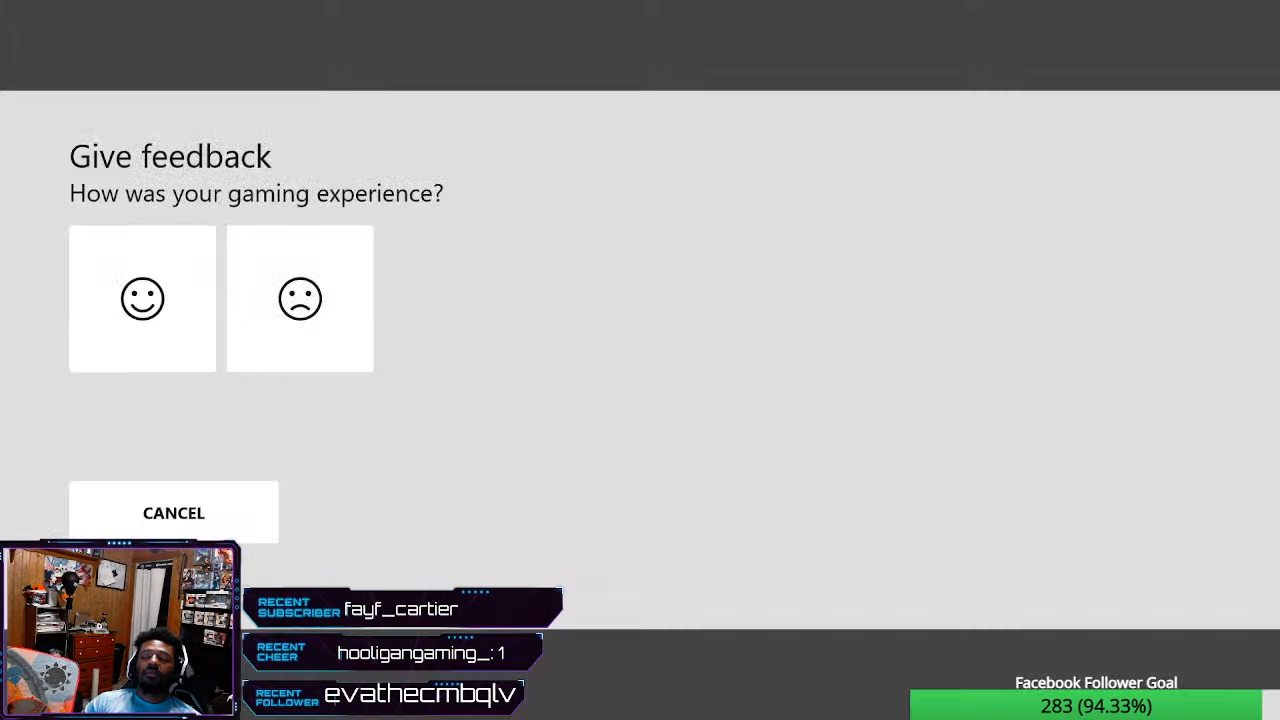 Give feedback
How was your gaming experience?
CANCEL
RECENT SUBSCRIBER fayf_cartier
RECENT CHEER hooligangaming_: 1
RECENT FOLLOWER evathecmbqlv
Facebook Follower Goal
283 (94.33%)